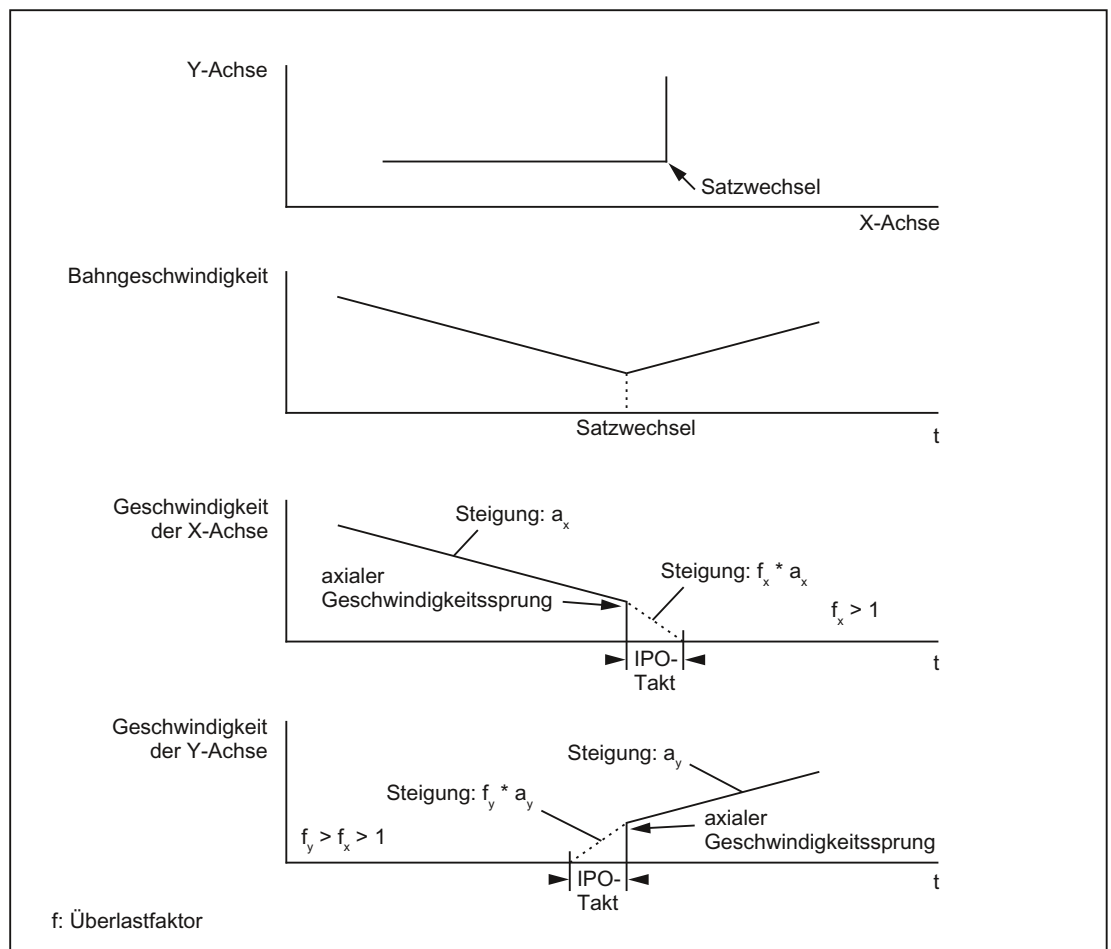 Y-Achse
Satzwechsel
X-Achse
Bahngeschwindigkeit
Satzwechsel
t
Geschwindigkeit
der X-Achse
Steigung: a_x
axialer
Geschwindigkeitssprung
Steigung: f_x * a_x
f_x > 1
IPO-
Takt
t
Geschwindigkeit
der Y-Achse
Steigung: a_y
Steigung: f_y * a_y
axialer
Geschwindigkeitssprung
f_y > f_x > 1
IPO-
Takt
t
f: Überlastfaktor